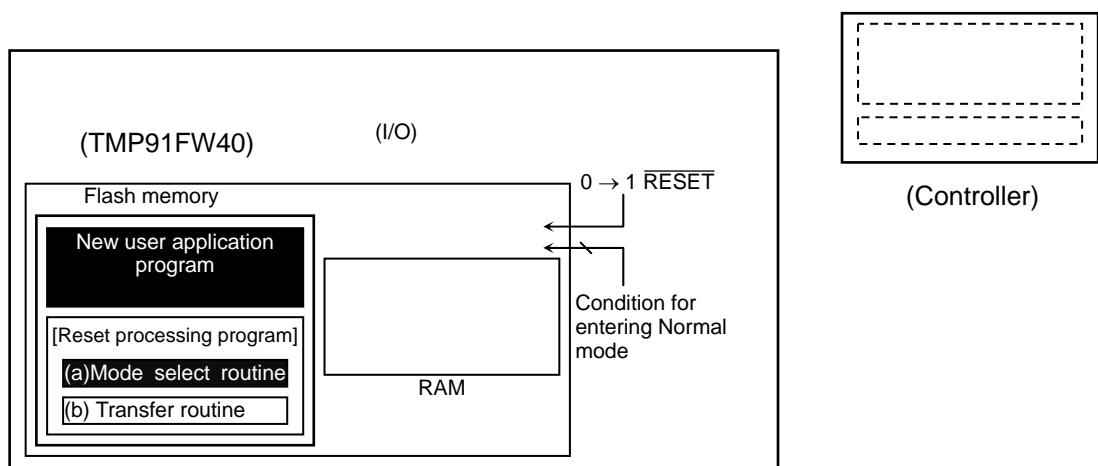 (TMP91FW40)
(I/O)
Flash memory
New user application
program
[Reset processing program]
(a)Mode select routine
(b) Transfer routine
RAM
0 → 1 RESET
Condition for
entering Normal
mode
(Controller)